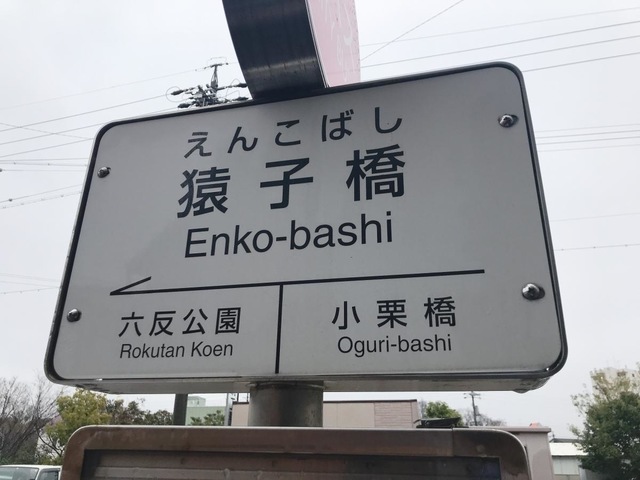 えんこばし
猿子橋
Enko-bashi
六反公園
Rokutan Koen
小栗橋
Oguri-bashi